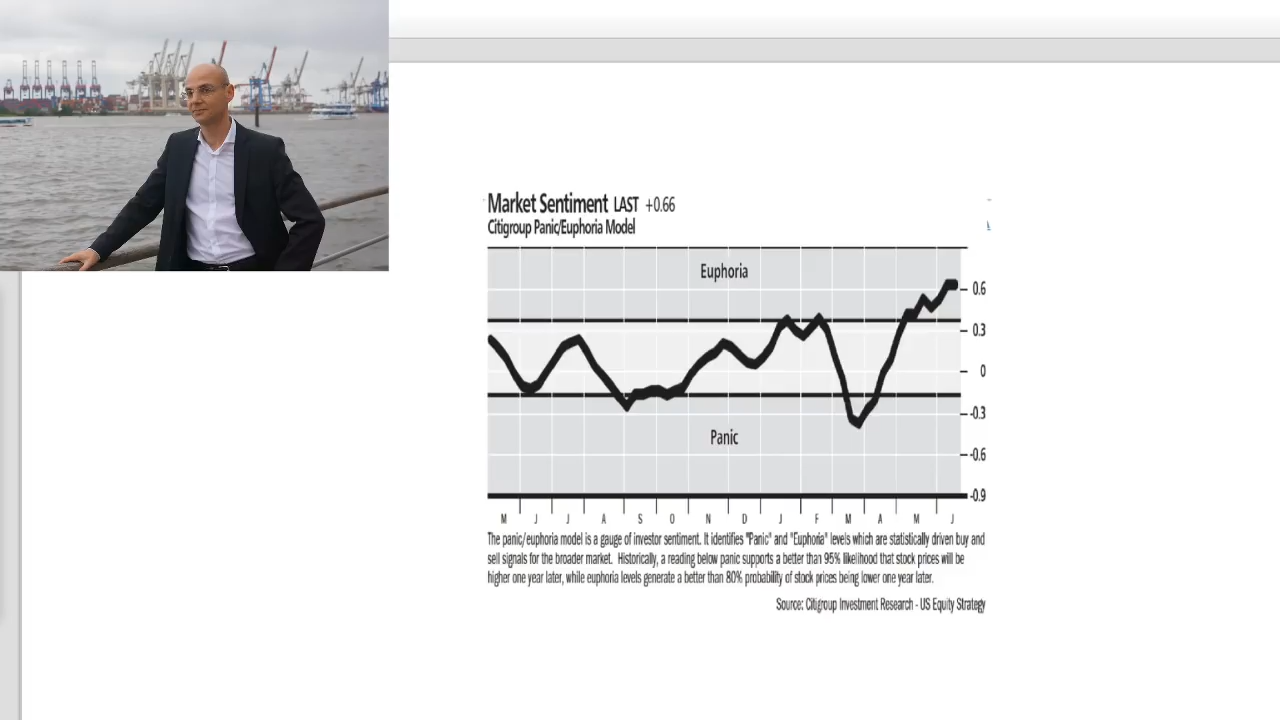 Market Sentiment LAST +0.66
Citigroup Panic/Euphoria Model
Euphoria
0.6
0.3
0
-0.3
Panic
-0.6
-0.9
M J J A S O N D J F M A M J
The panic/euphoria model is a gauge of investor sentiment. It identifies "Panic" and "Euphoria" levels which are statistically driven buy and
sell signals for the broader market. Historically, a reading below panic supports a better than 95% likelihood that stock prices will be
higher one year later, while euphoria levels generate a better than 80% probability of stock prices being lower one year later.
Source: Citigroup Investment Research - US Equity Strategy